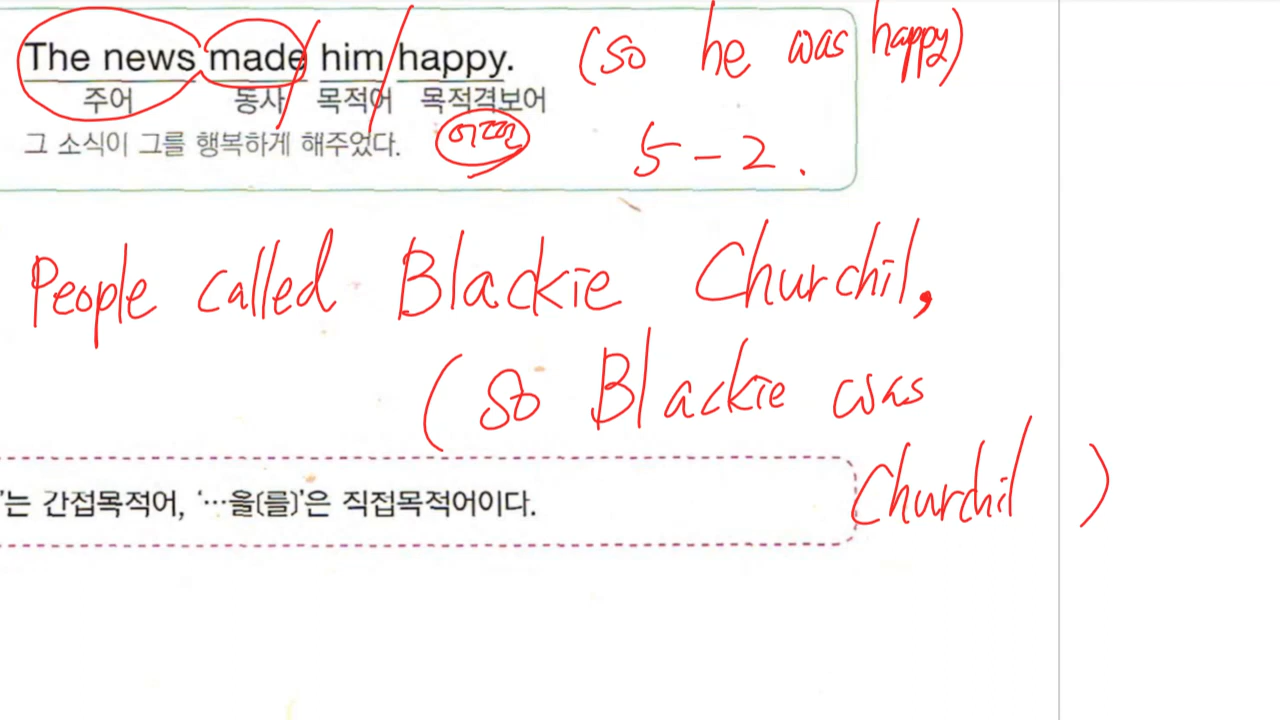 The news made him happy. (so he was happy)
주어 동사 목적어 목적격보어
그 소식이 그를 행복하게 해주었다. 어떤 5-2.
People called Blackie Churchil.
(so Blackie was
Churchil)
'는 간접목적어, '…을(를)'은 직접목적어이다.